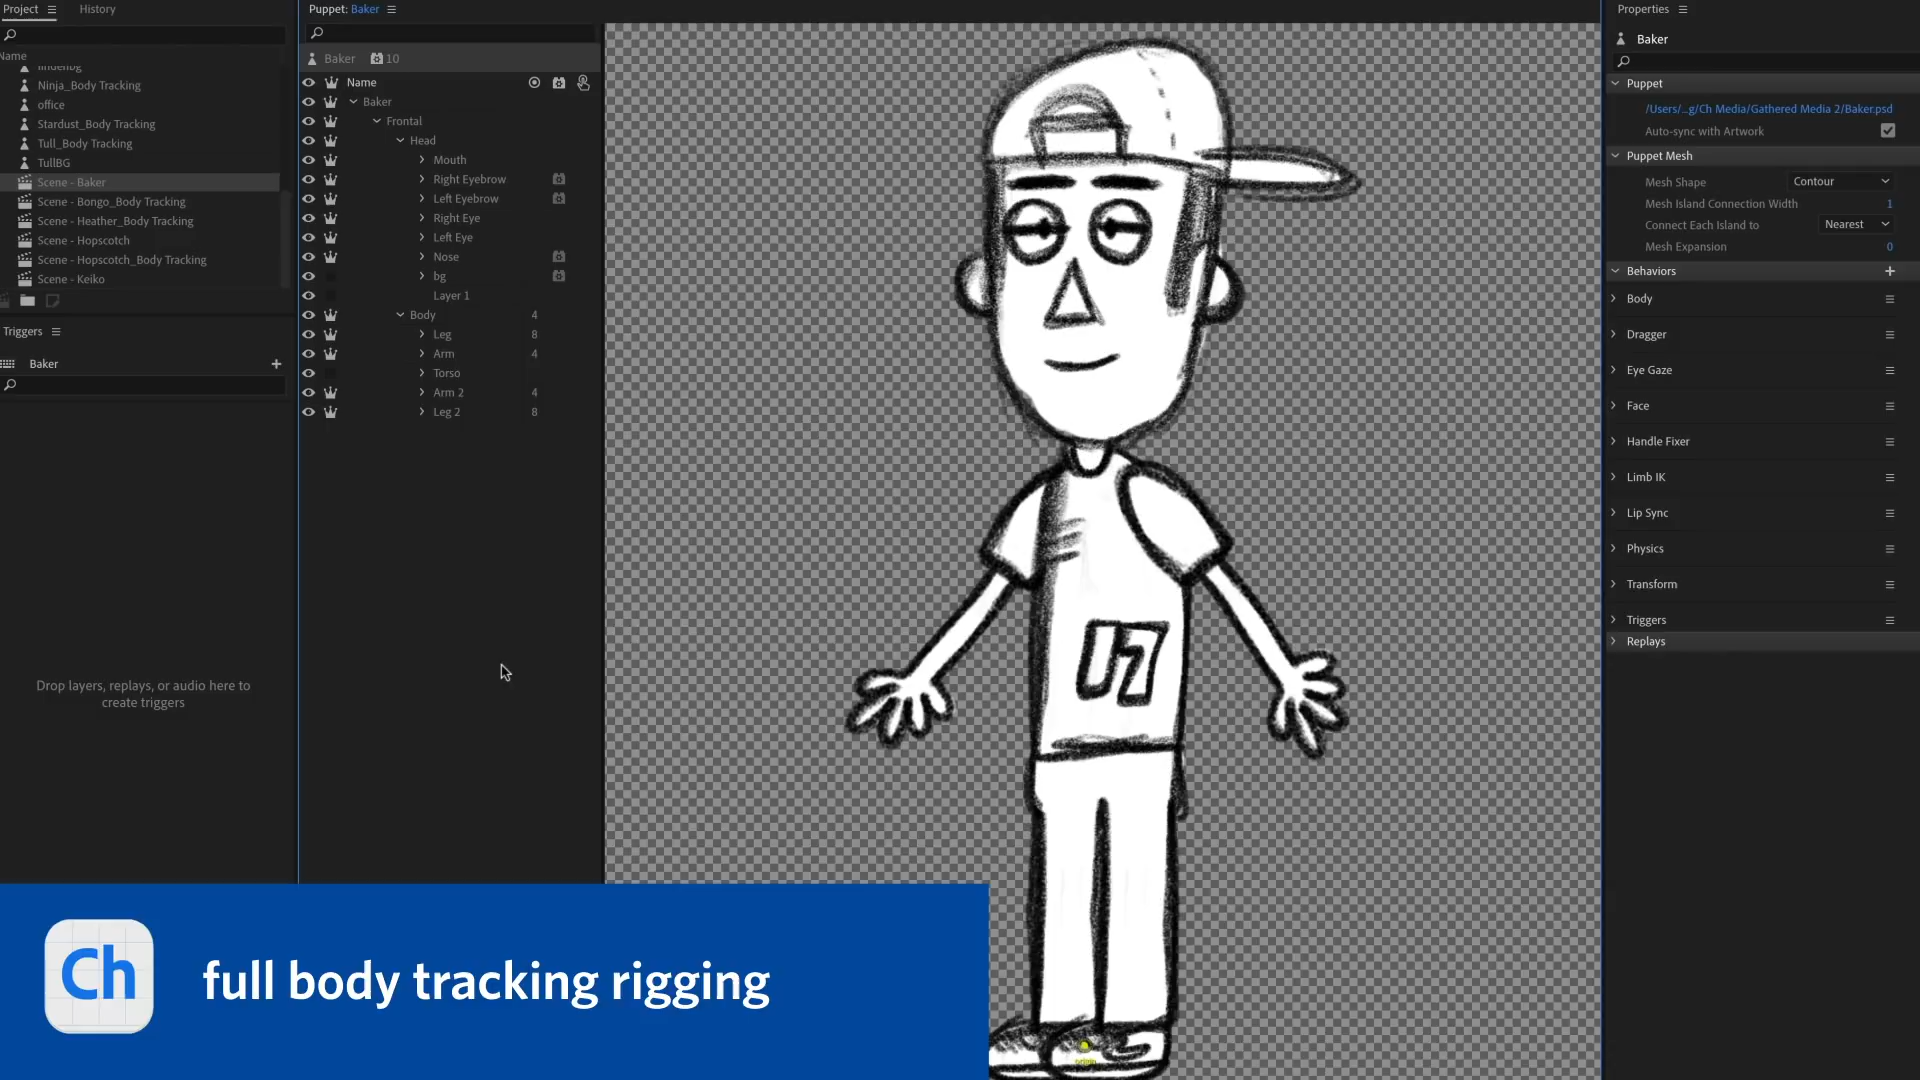 Project
History
Name
lindenbg
Ninja_Body Tracking
office
Stardust_Body Tracking
Tull_Body Tracking
TullBG
Scene - Baker
Scene - Bongo_Body Tracking
Scene - Heather_Body Tracking
Scene - Hopscotch
Scene - Hopscotch_Body Tracking
Scene - Keiko
Triggers
Baker
Drop layers, replays, or audio here to
create triggers
Puppet: Baker
Baker 10
Name
Baker
Frontal
Head
Mouth
Right Eyebrow
Left Eyebrow
Right Eye
Left Eye
Nose
bg
Layer 1
Body 4
Leg 8
Arm 4
Torso
Arm 2 4
Leg 2 8
17
origin
Properties
Baker
Puppet
/Users/...g/Ch Media/Gathered Media 2/Baker.psd
Auto-sync with Artwork
Puppet Mesh
Mesh Shape Contour
Mesh Island Connection Width 1
Connect Each Island to Nearest
Mesh Expansion 0
Behaviors
Body
Dragger
Eye Gaze
Face
Handle Fixer
Limb IK
Lip Sync
Physics
Transform
Triggers
Replays
Ch
full body tracking rigging